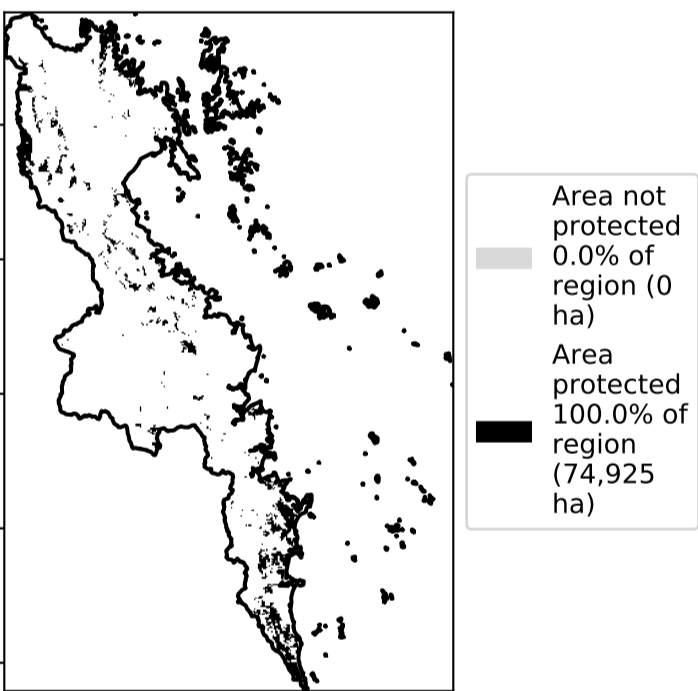 Area not
protected
0.0% of
region (0
ha)
Area
protected
100.0% of
region
(74,925
ha)